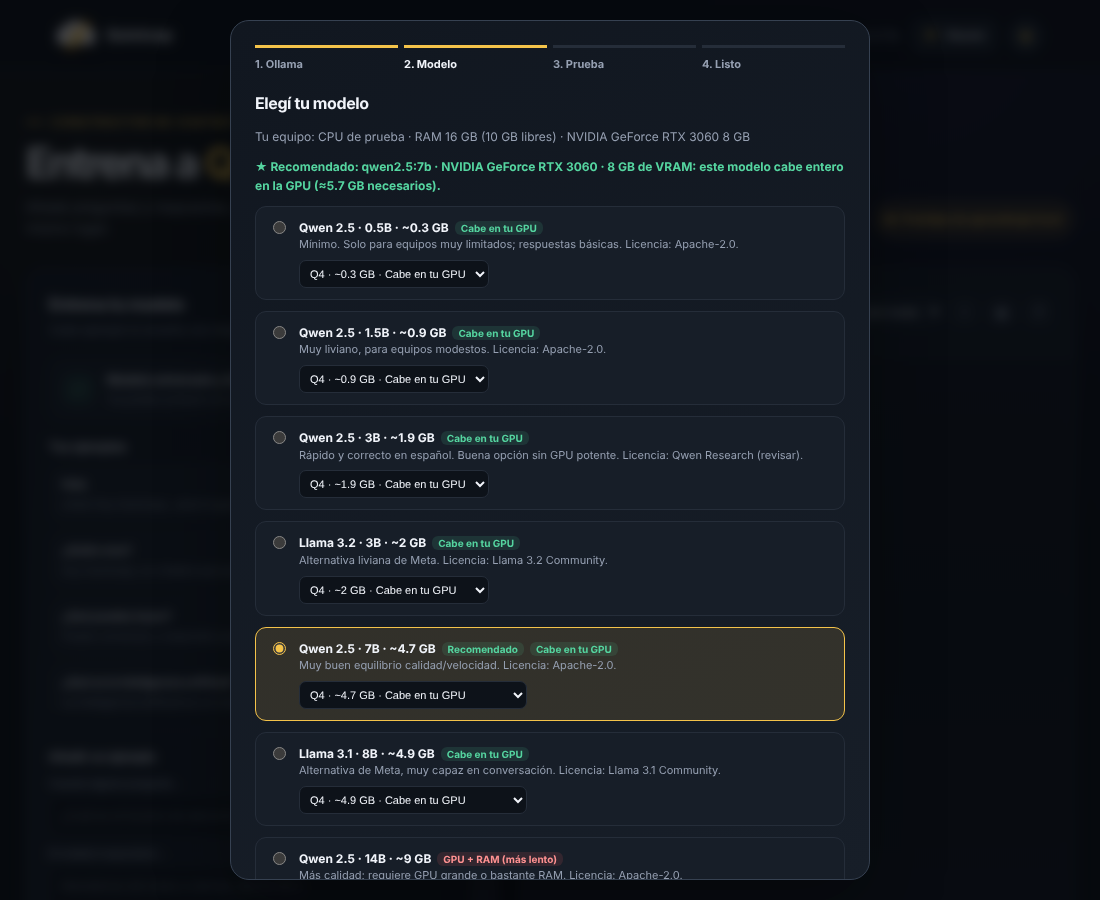 1. Ollama
2. Modelo
3. Prueba
4. Listo
Elegí tu modelo
Tu equipo: CPU de prueba · RAM 16 GB (10 GB libres) · NVIDIA GeForce RTX 3060 8 GB
★ Recomendado: qwen2.5:7b · NVIDIA GeForce RTX 3060 · 8 GB de VRAM: este modelo cabe entero
en la GPU (≈5.7 GB necesarios).
Qwen 2.5 · 0.5B · ~0.3 GB Cabe en tu GPU
Mínimo. Solo para equipos muy limitados; respuestas básicas. Licencia: Apache-2.0.
Q4 · ~0.3 GB · Cabe en tu GPU
Qwen 2.5 · 1.5B · ~0.9 GB Cabe en tu GPU
Muy liviano, para equipos modestos. Licencia: Apache-2.0.
Q4 · ~0.9 GB · Cabe en tu GPU
Qwen 2.5 · 3B · ~1.9 GB Cabe en tu GPU
Rápido y correcto en español. Buena opción sin GPU potente. Licencia: Qwen Research (revisar).
Q4 · ~1.9 GB · Cabe en tu GPU
Llama 3.2 · 3B · ~2 GB Cabe en tu GPU
Alternativa liviana de Meta. Licencia: Llama 3.2 Community.
Q4 · ~2 GB · Cabe en tu GPU
Qwen 2.5 · 7B · ~4.7 GB Recomendado Cabe en tu GPU
Muy buen equilibrio calidad/velocidad. Licencia: Apache-2.0.
Q4 · ~4.7 GB · Cabe en tu GPU
Llama 3.1 · 8B · ~4.9 GB Cabe en tu GPU
Alternativa de Meta, muy capaz en conversación. Licencia: Llama 3.1 Community.
Q4 · ~4.9 GB · Cabe en tu GPU
Qwen 2.5 · 14B · ~9 GB GPU + RAM (más lento)
Más calidad; requiere GPU grande o bastante RAM. Licencia: Apache-2.0.
Entrena a